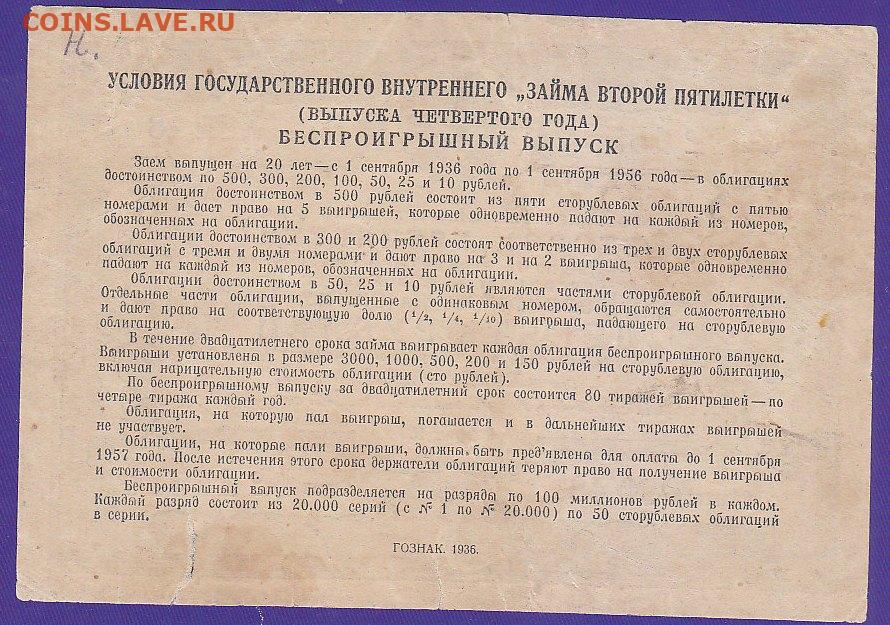 COINS.LAVE.RU
Н.
УСЛОВИЯ ГОСУДАРСТВЕННОГО ВНУТРЕННЕГО „ЗАЙМА ВТОРОЙ ПЯТИЛЕТКИ“
(ВЫПУСКА ЧЕТВЕРТОГО ГОДА)
БЕСПРОИГРЫШНЫЙ ВЫПУСК
Заем выпущен на 20 лет—с 1 сентября 1936 года по 1 сентября 1956 года—в облигациях
достоинством по 500, 300, 200, 100, 50, 25 и 10 рублей.
Облигация достоинством в 500 рублей состоит из пяти сторублевых облигаций с пятью
номерами и дает право на 5 выигрышей, которые одновременно падают на каждый из номеров,
обозначенных на облигации.
Облигации достоинством в 300 и 200 рублей состоят соответственно из трех и двух сторублевых
облигаций с тремя и двумя номерами и дают право на 3 и на 2 выигрыша, которые одновременно
падают на каждый из номеров, обозначенных на облигации.
Облигации достоинством в 50, 25 и 10 рублей являются частями сторублевой облигации.
Отдельные части облигации, выпущенные с одинаковым номером, обращаются самостоятельно
и дают право на соответствующую долю (1/2, 1/4, 1/10) выигрыша, падающего на сторублевую
облигацию.
В течение двадцатилетнего срока займа выигрывает каждая облигация беспроигрышного выпуска.
Выигрыши установлены в размере 3000, 1000, 500, 200 и 150 рублей на сторублевую облигацию,
включая нарицательную стоимость облигации (сто рублей).
По беспроигрышному выпуску за двадцатилетний срок состоится 80 тиражей выигрышей—по
четыре тиража каждый год.
Облигация, на которую пал выигрыш, погашается и в дальнейших тиражах выигрышей
не участвует.
Облигации, на которые пали выигрыши, должны быть пред'явлены для оплаты до 1 сентября
1957 года. После истечения этого срока держатели облигаций теряют право на получение выигрыша
и стоимости облигации.
Беспроигрышный выпуск подразделяется на разряды по 100 миллионов рублей в каждом.
Каждый разряд состоит из 20.000 серий (с № 1 по № 20.000) по 50 сторублевых облигаций
в серии.
ГОЗНАК. 1936.